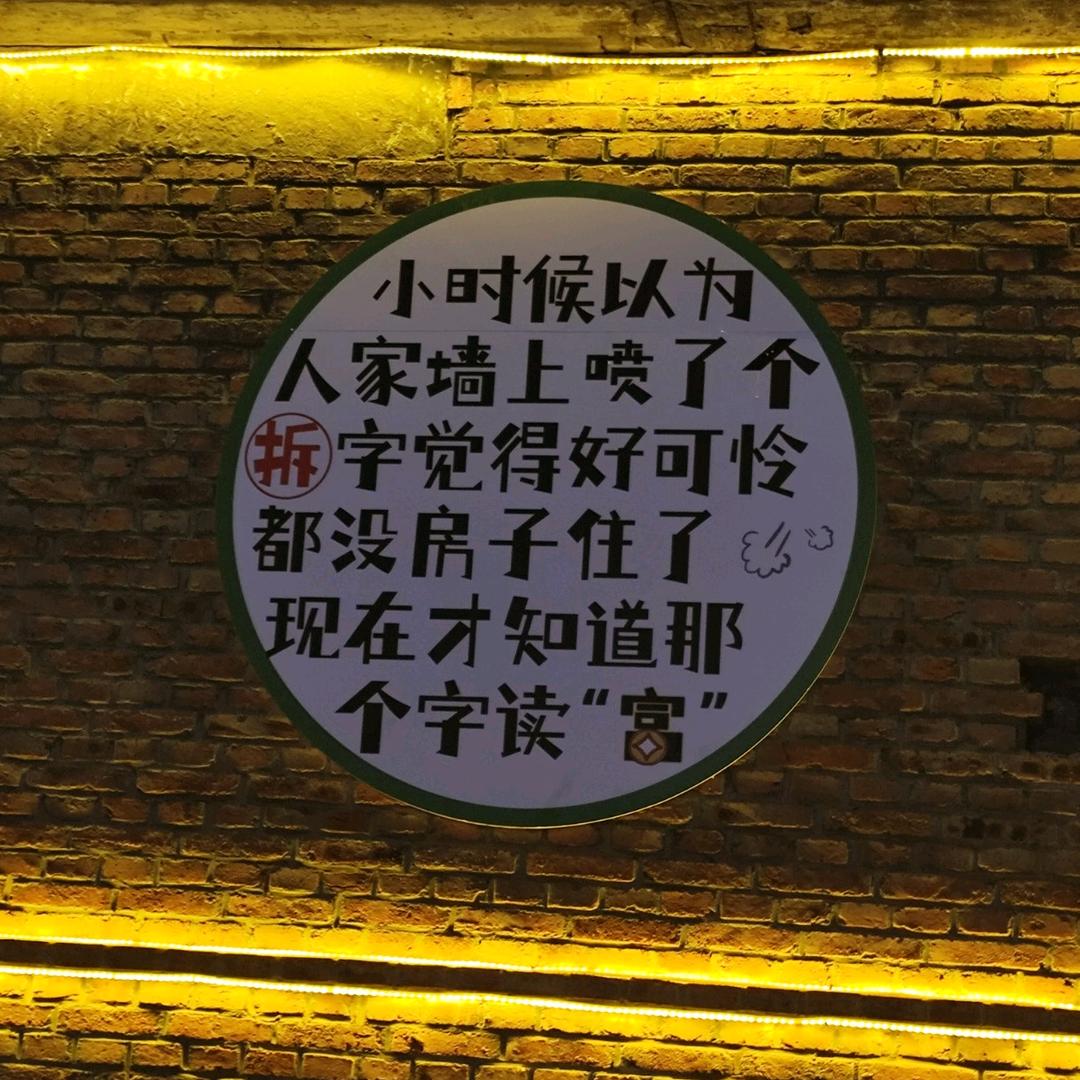 小时候以为
人家墙上喷了个
拆字觉得好可怜
都没房子住了
现在才知道那
个字读“富”